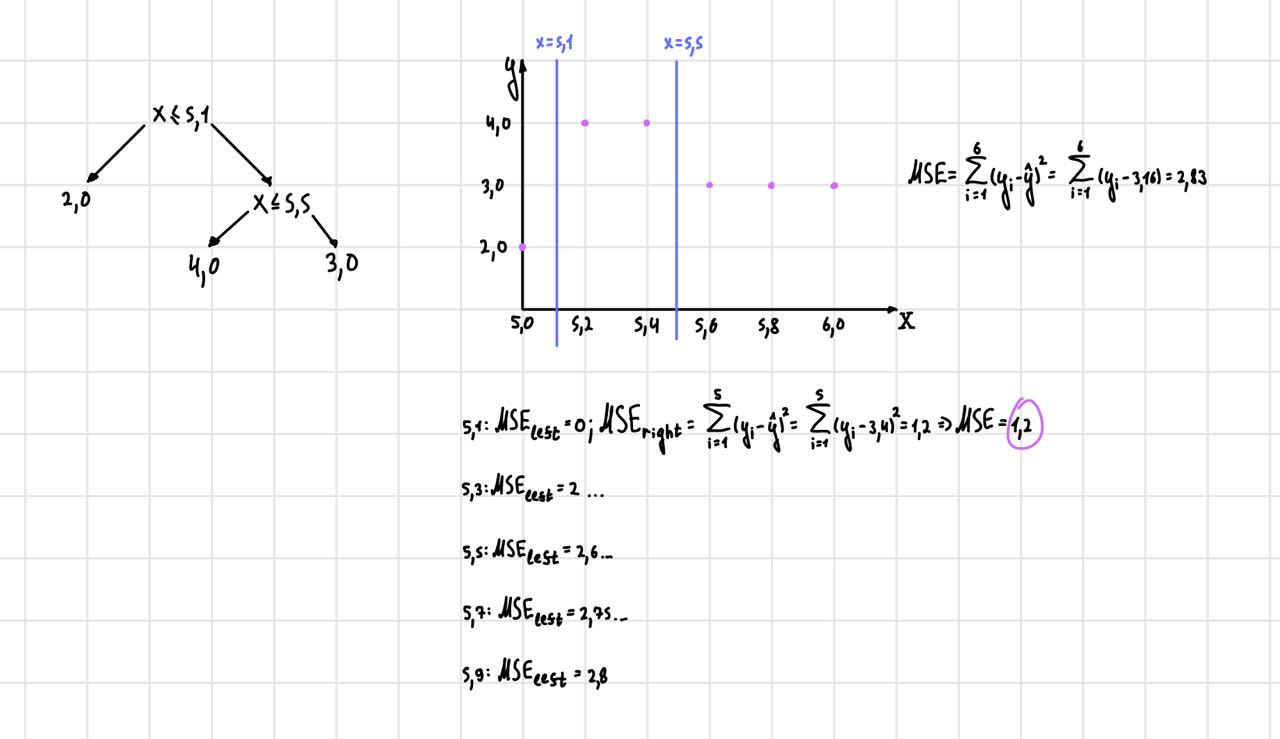 x ≤ 5,1
2,0
x ≤ 5,5
4,0
3,0
x=5,1
x=5,5
y
4,0
3,0
2,0
5,0 5,2 5,4 5,6 5,8 6,0 X
MSE= ∑_{i=1}^{6} (y_i - ŷ)² = ∑_{i=1}^{6} (y_i - 3,16) = 2,83
5,1: MSE_left = 0; MSE_right = ∑_{i=1}^{5} (y_i - ŷ)² = ∑_{i=1}^{5} (y_i - 3,4)² = 1,2 => MSE = 1,2
5,3: MSE_left = 2 ...
5,5: MSE_left = 2,6...
5,7: MSE_left = 2,75...
5,9: MSE_left = 2,8